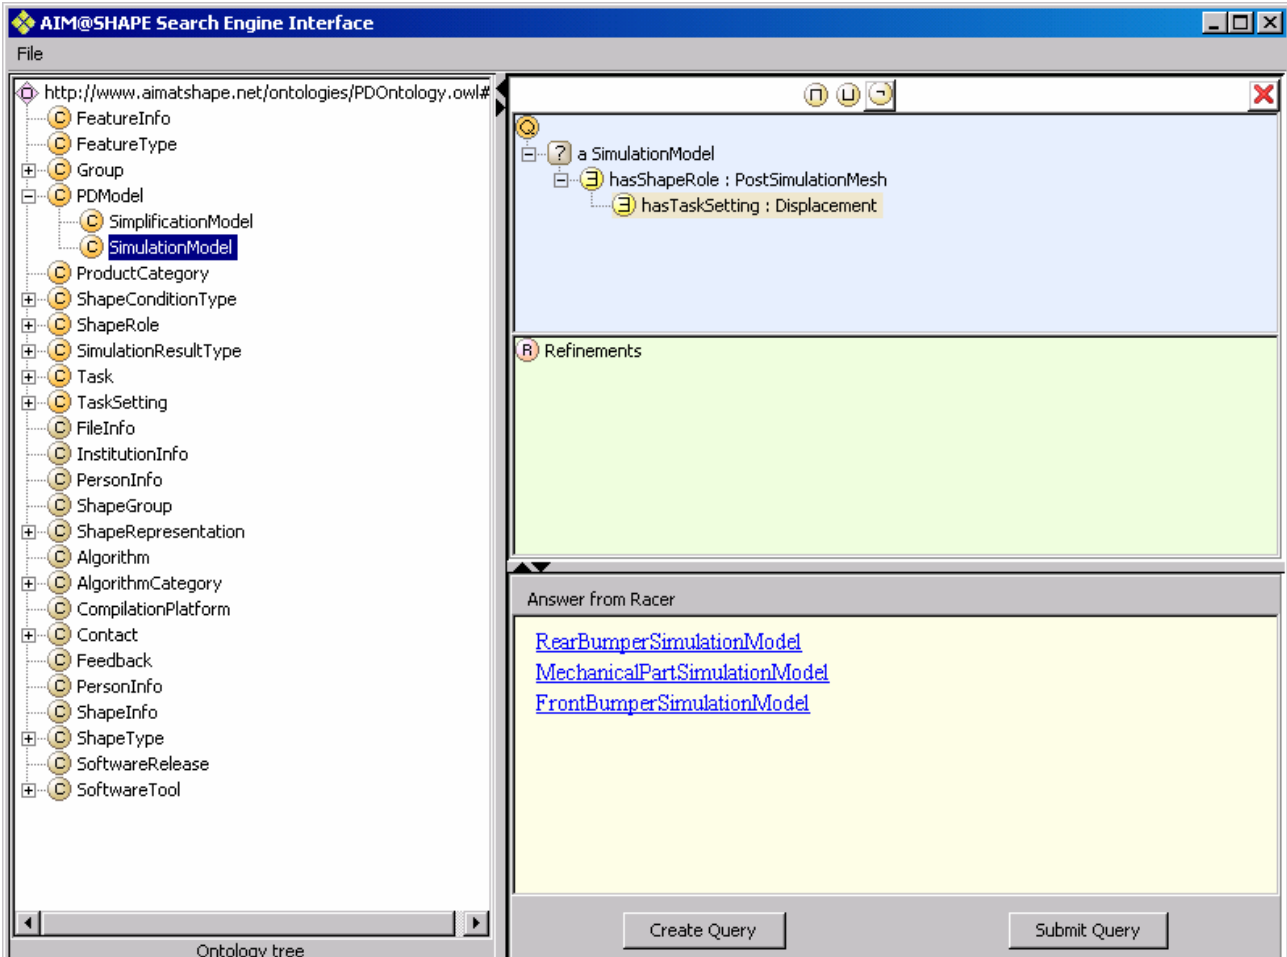 AIM@SHAPE Search Engine Interface
File
http://www.aimatshape.net/ontologies/PDOntology.owl#
C FeatureInfo
C FeatureType
C Group
C PDModel
C SimplificationModel
C SimulationModel
C ProductCategory
C ShapeConditionType
C ShapeRole
C SimulationResultType
C Task
C TaskSetting
C FileInfo
C InstitutionInfo
C PersonInfo
C ShapeGroup
C ShapeRepresentation
C Algorithm
C AlgorithmCategory
C CompilationPlatform
C Contact
C Feedback
C PersonInfo
C ShapeInfo
C ShapeType
C SoftwareRelease
C SoftwareTool
Ontology tree
⊓ ⊔ ¬
Q
? a SimulationModel
∃ hasShapeRole : PostSimulationMesh
∃ hasTaskSetting : Displacement
R Refinements
Answer from Racer
RearBumperSimulationModel
MechanicalPartSimulationModel
FrontBumperSimulationModel
Create Query
Submit Query